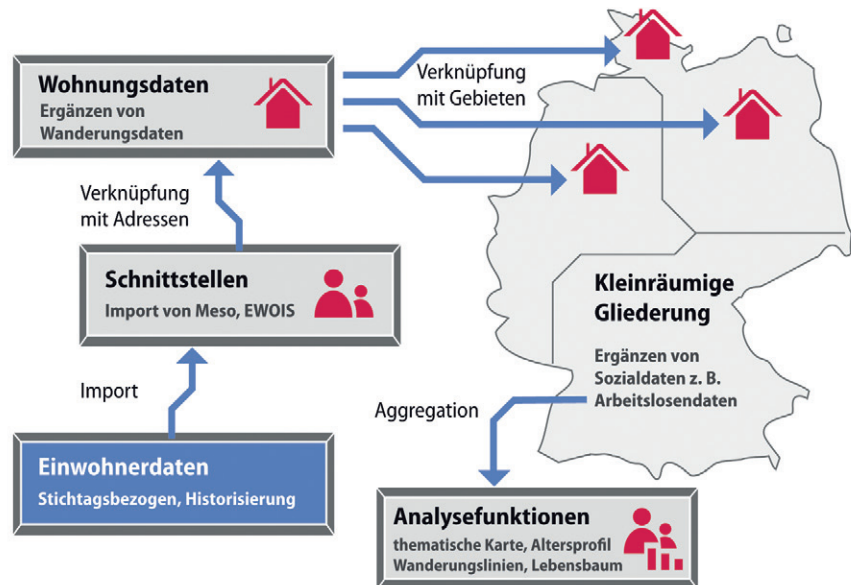 Wohnungsdaten
Ergänzen von
Wanderungsdaten
Verknüpfung
mit Gebieten
Verknüpfung
mit Adressen
Schnittstellen
Import von Meso, EWOIS
Import
Einwohnerdaten
Stichtagsbezogen, Historisierung
Kleinräumige
Gliederung
Ergänzen von
Sozialdaten z. B.
Arbeitslosendaten
Aggregation
Analysefunktionen
thematische Karte, Altersprofil
Wanderungslinien, Lebensbaum